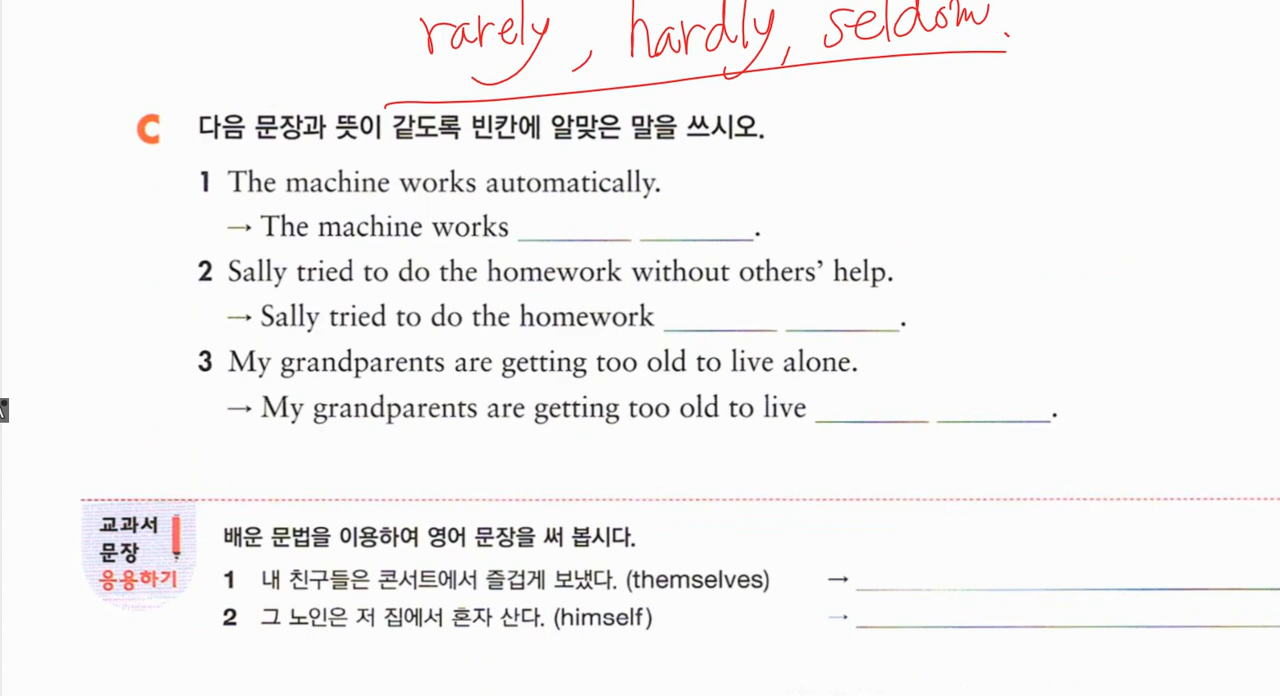 rarely, hardly, seldom.
C 다음 문장과 뜻이 같도록 빈칸에 알맞은 말을 쓰시오.
1 The machine works automatically.
→ The machine works ________ ________.
2 Sally tried to do the homework without others' help.
→ Sally tried to do the homework ________ ________.
3 My grandparents are getting too old to live alone.
→ My grandparents are getting too old to live ________ ________.
교과서
문장
응용하기
배운 문법을 이용하여 영어 문장을 써 봅시다.
1 내 친구들은 콘서트에서 즐겁게 보냈다. (themselves) → ________
2 그 노인은 저 집에서 혼자 산다. (himself) → ________